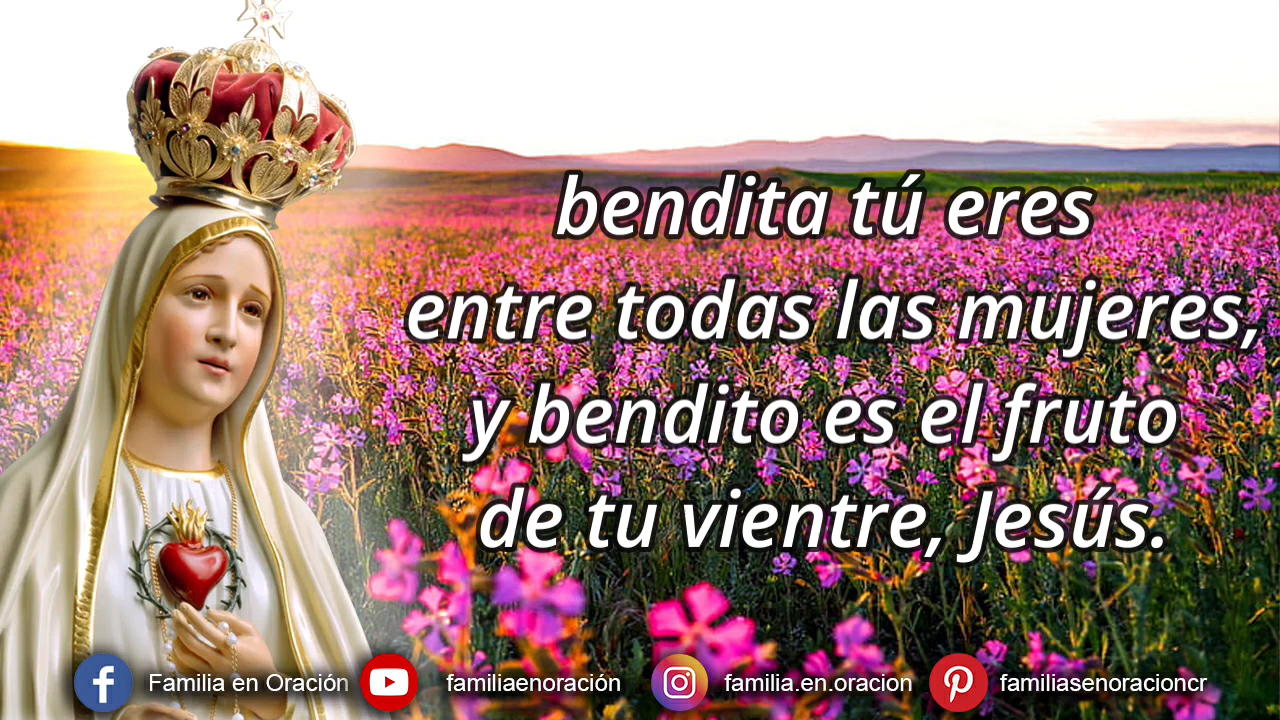 bendita tú eres
entre todas las mujeres,
y bendito es el fruto
de tu vientre, Jesús.
Familia en Oración
familiaenoración
familia.en.oracion
familiasenoracioncr